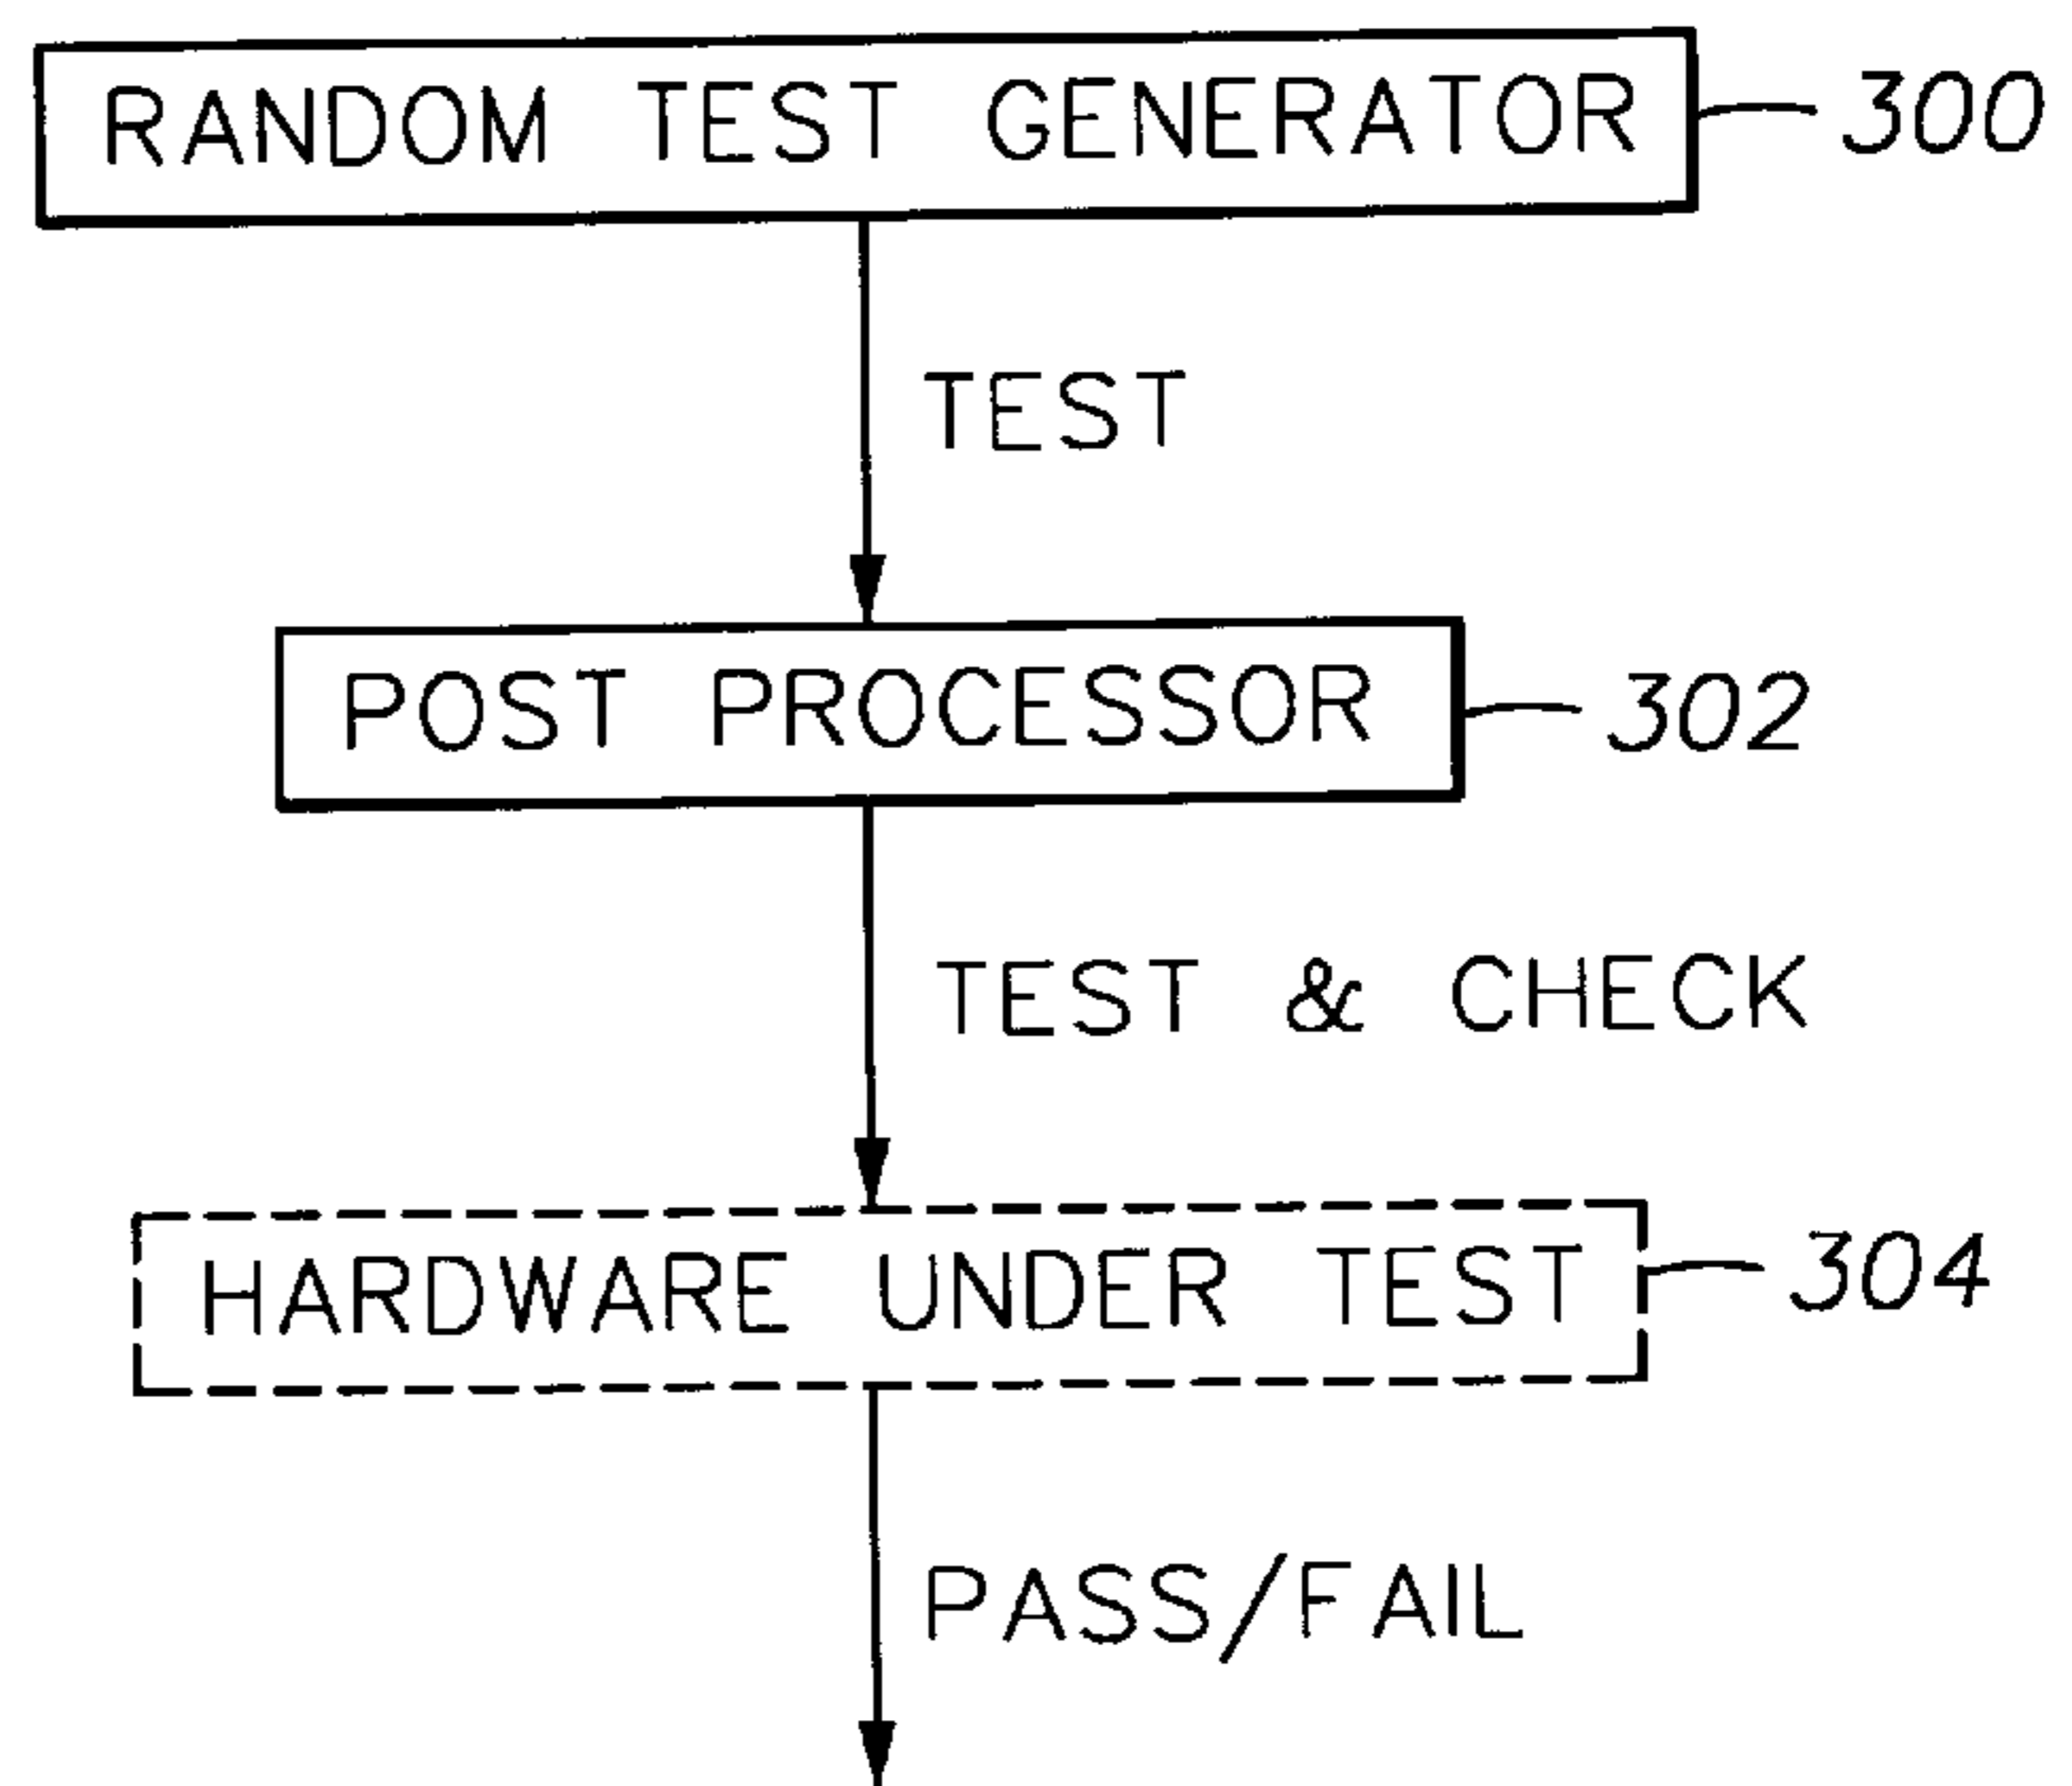 RANDOM TEST GENERATOR 300
TEST
POST PROCESSOR 302
TEST & CHECK
HARDWARE UNDER TEST 304
PASS/FAIL